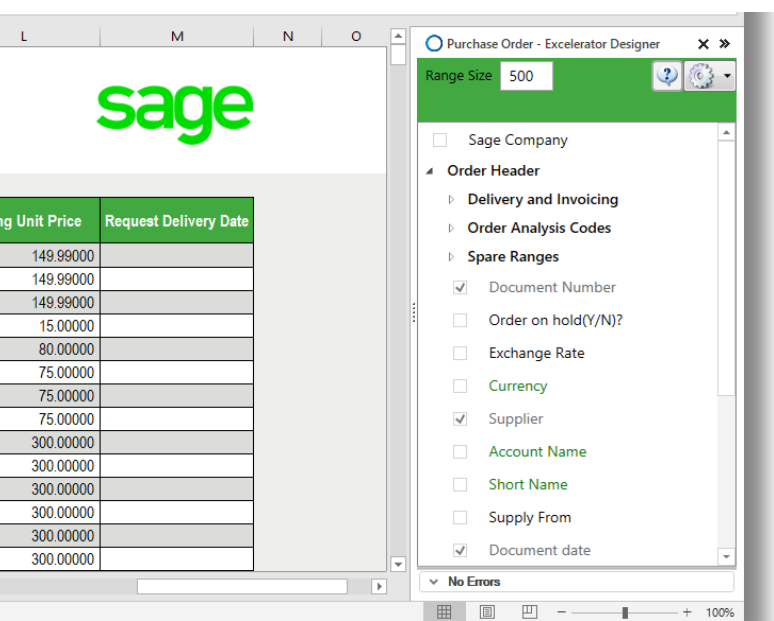 L M N O
sage
ng Unit Price Request Delivery Date
149.99000
149.99000
149.99000
15.00000
80.00000
75.00000
75.00000
75.00000
300.00000
300.00000
300.00000
300.00000
300.00000
300.00000
Purchase Order - Excelerator Designer
Range Size 500
Sage Company
Order Header
Delivery and Invoicing
Order Analysis Codes
Spare Ranges
Document Number
Order on hold(Y/N)?
Exchange Rate
Currency
Supplier
Account Name
Short Name
Supply From
Document date
No Errors
100%